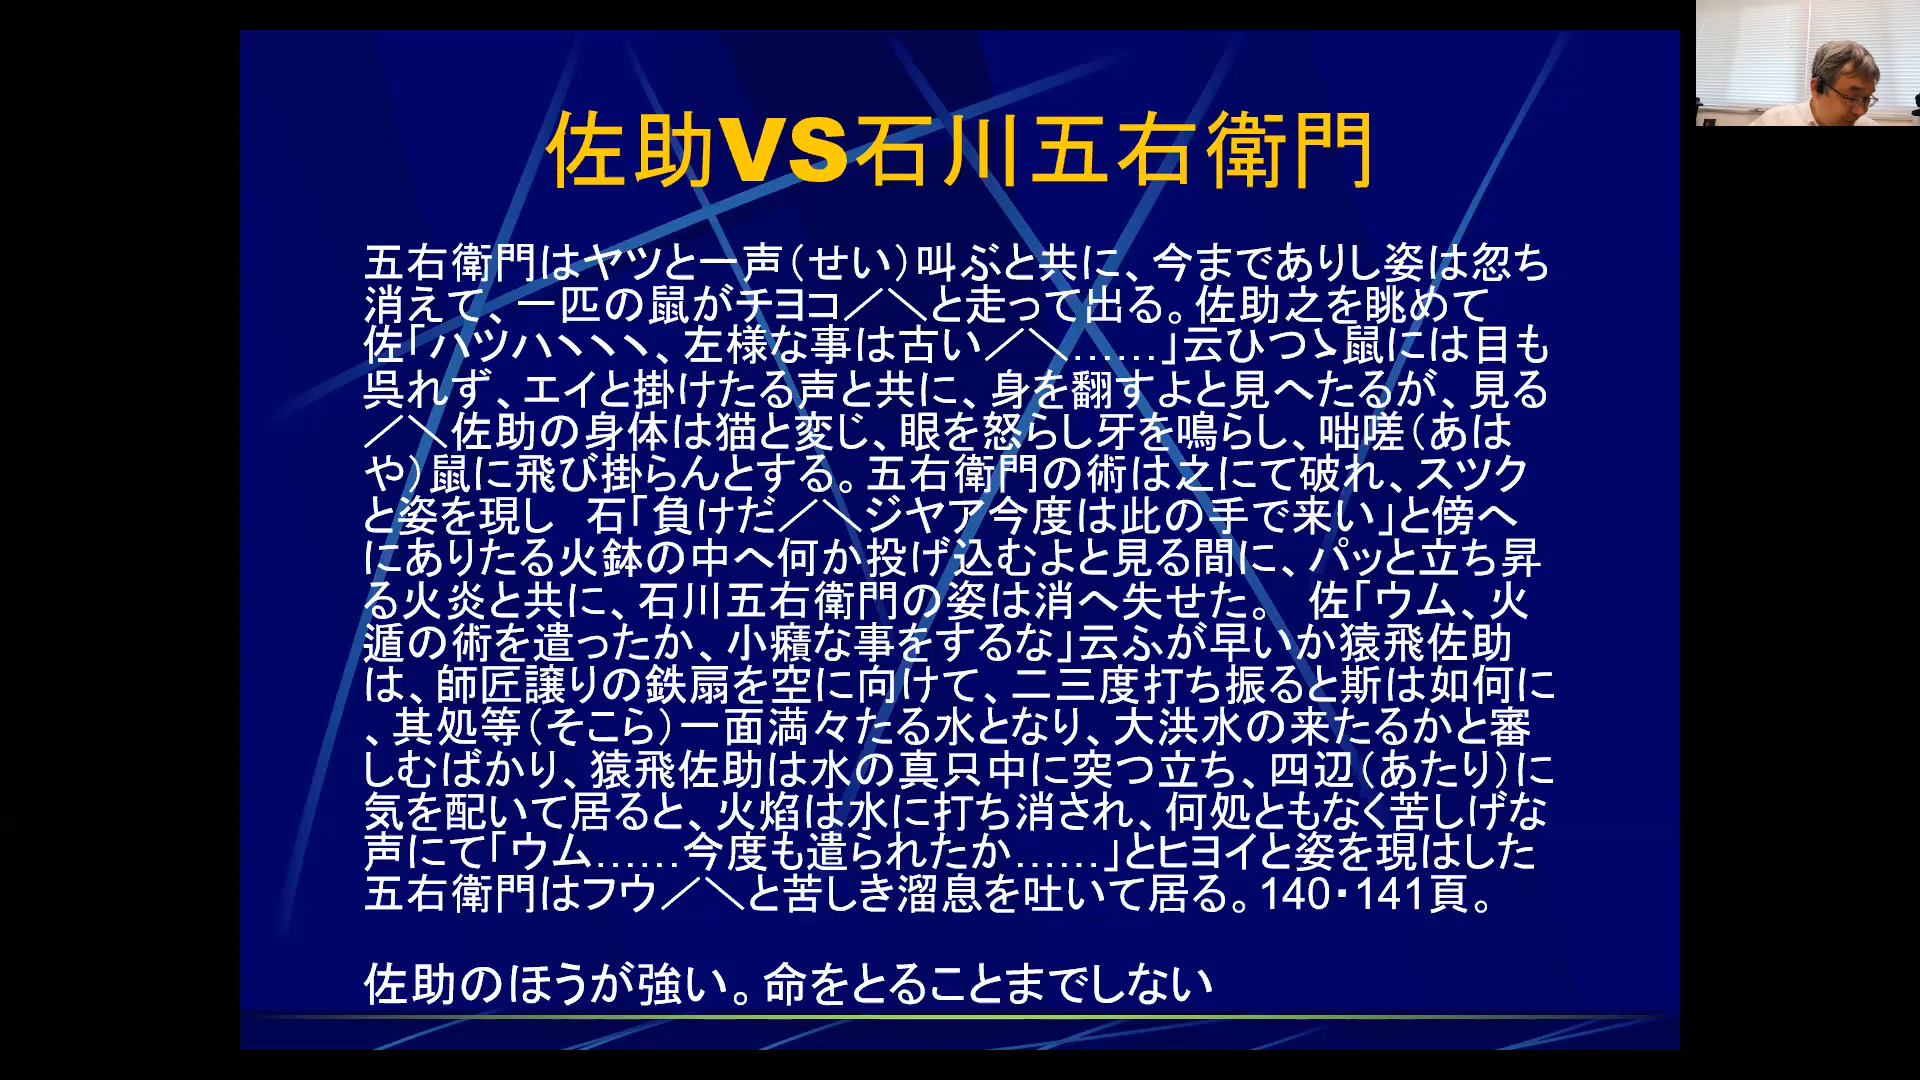 佐助VS石川五右衛門
五右衛門はヤツと一声（せい）叫ぶと共に、今までありし姿は忽ち
消えて、一匹の鼠がチヨコ／＼と走って出る。佐助之を眺めて
佐「ハツハヽヽヽ、左様な事は古い／＼……」云ひつゝ鼠には目も
呉れず、エイと掛けたる声と共に、身を翻すよと見へたるが、見る
／＼佐助の身体は猫と変じ、眼を怒らし牙を鳴らし、咄嗟（あは
や）鼠に飛び掛らんとする。五右衛門の術は之にて破れ、スツク
と姿を現し　石「負けだ／＼ジヤア今度は此の手で来い」と傍へ
にありたる火鉢の中へ何か投げ込むよと見る間に、パッと立ち昇
る火炎と共に、石川五右衛門の姿は消へ失せた。　佐「ウム、火
遁の術を遣ったか、小癪な事をするな」云ふが早いか猿飛佐助
は、師匠譲りの鉄扇を空に向けて、二三度打ち振ると斯は如何に
、其処等（そこら）一面満々たる水となり、大洪水の来たるかと審
しむばかり、猿飛佐助は水の真只中に突つ立ち、四辺（あたり）に
気を配いて居ると、火焰は水に打ち消され、何処ともなく苦しげな
声にて「ウム……今度も遣られたか……」とヒヨイと姿を現はした
五右衛門はフウ／＼と苦しき溜息を吐いて居る。140・141頁。
佐助のほうが強い。命をとることまでしない